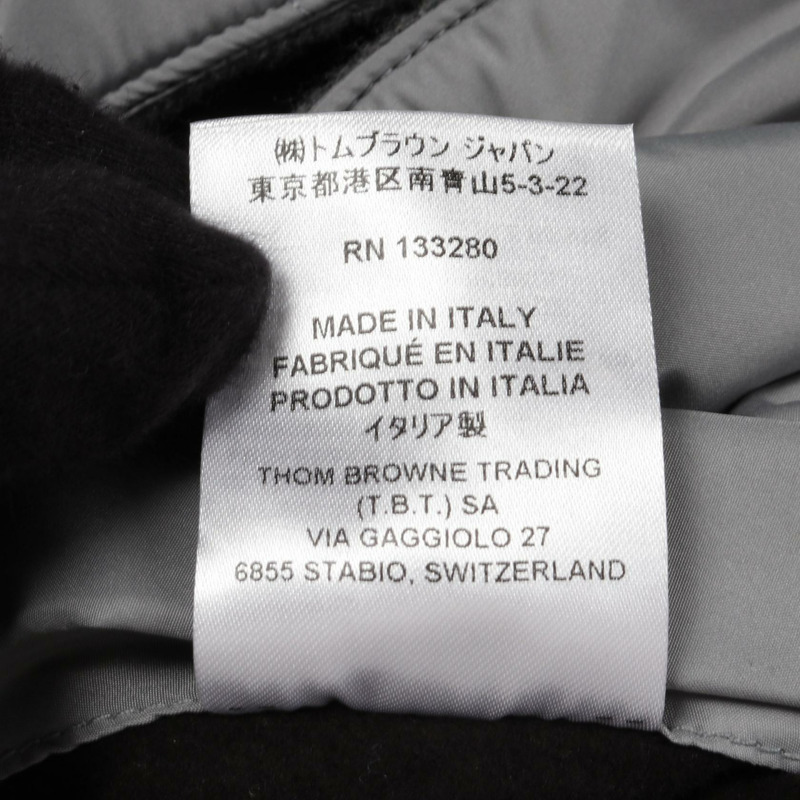 ㈱トムブラウン ジャパン
東京都港区南青山5-3-22
RN 133280
MADE IN ITALY
FABRIQUÉ EN ITALIE
PRODOTTO IN ITALIA
イタリア製
THOM BROWNE TRADING
(T.B.T.) SA
VIA GAGGIOLO 27
6855 STABIO, SWITZERLAND